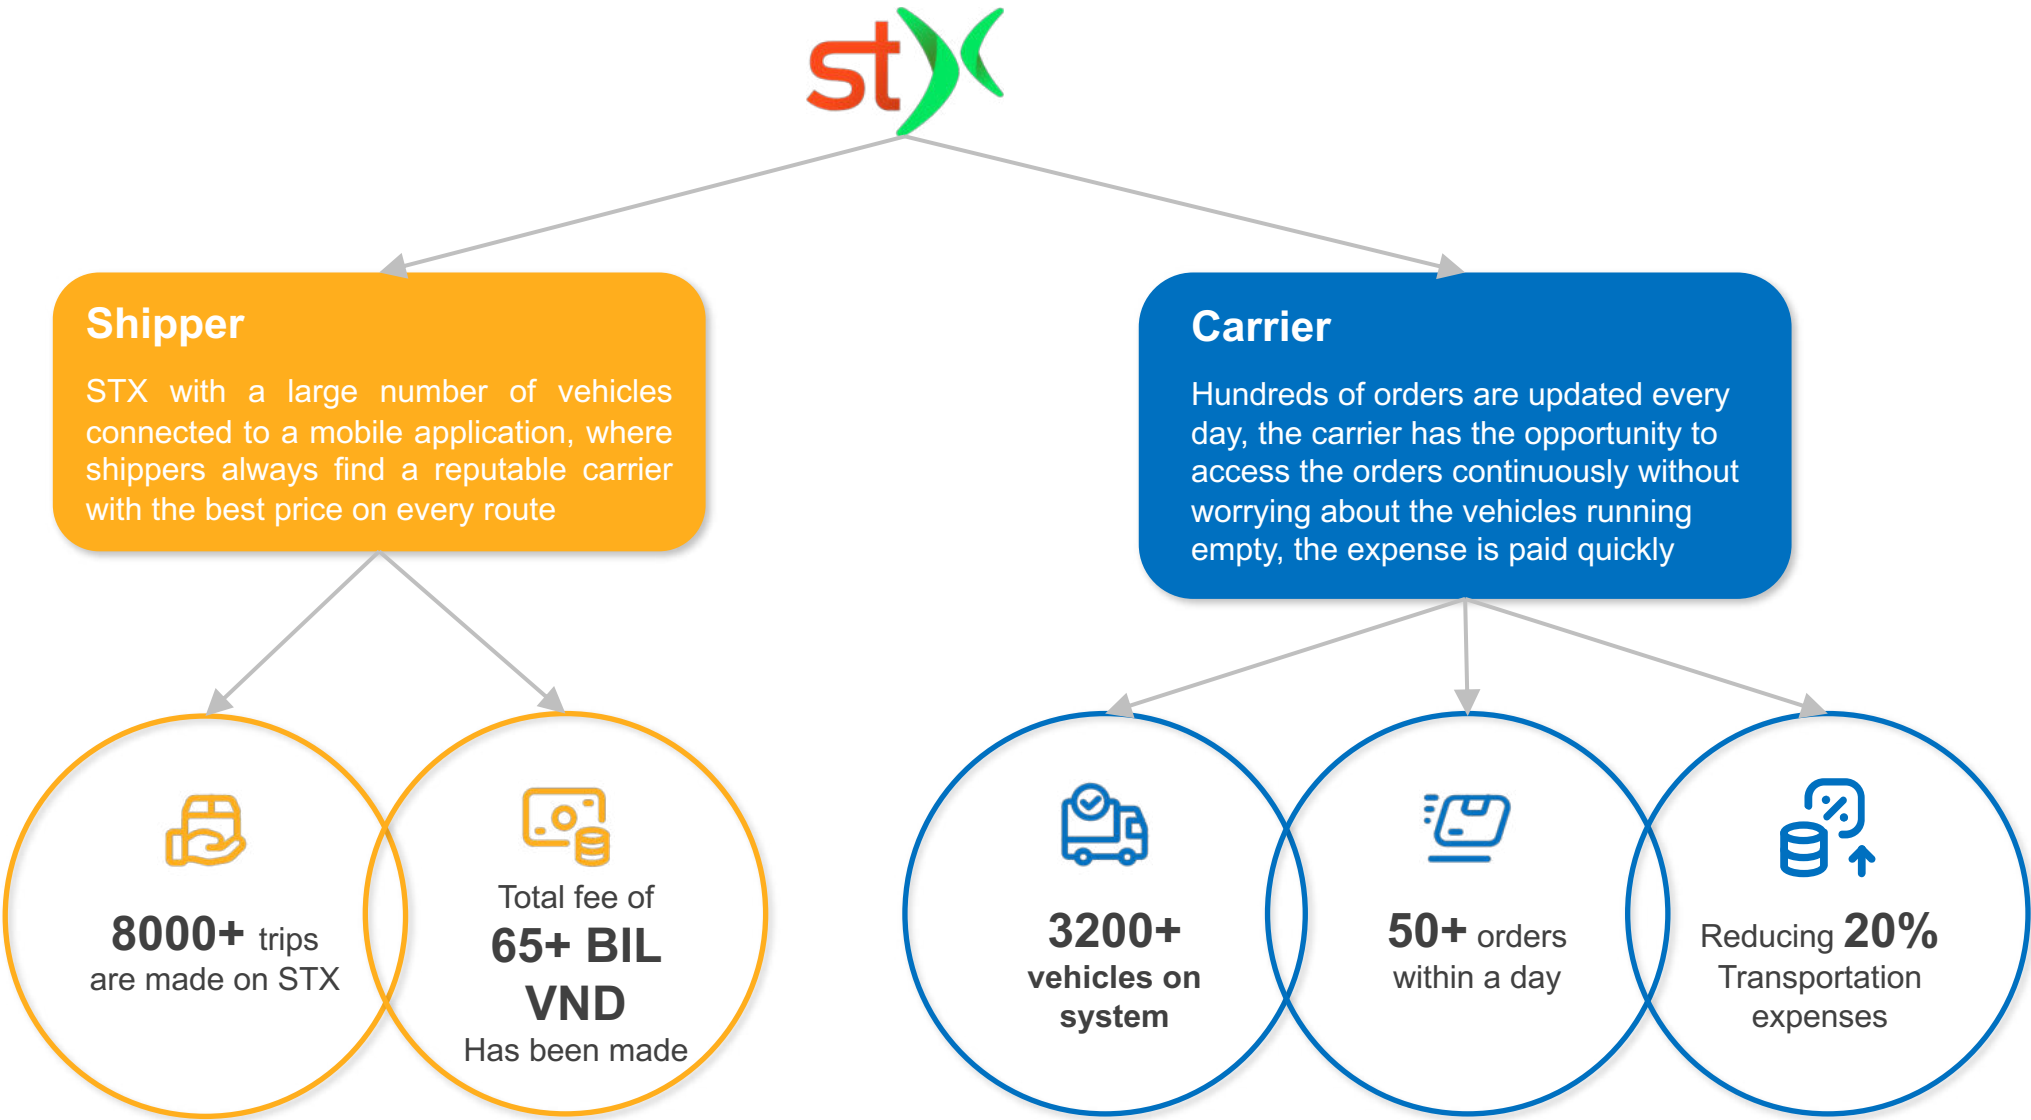 stx
Shipper
STX with a large number of vehicles
connected to a mobile application, where
shippers always find a reputable carrier
with the best price on every route
Carrier
Hundreds of orders are updated every
day, the carrier has the opportunity to
access the orders continuously without
worrying about the vehicles running
empty, the expense is paid quickly
8000+ trips
are made on STX
Total fee of
65+ BIL
VND
Has been made
3200+
vehicles on
system
50+ orders
within a day
%
Reducing 20%
Transportation
expenses